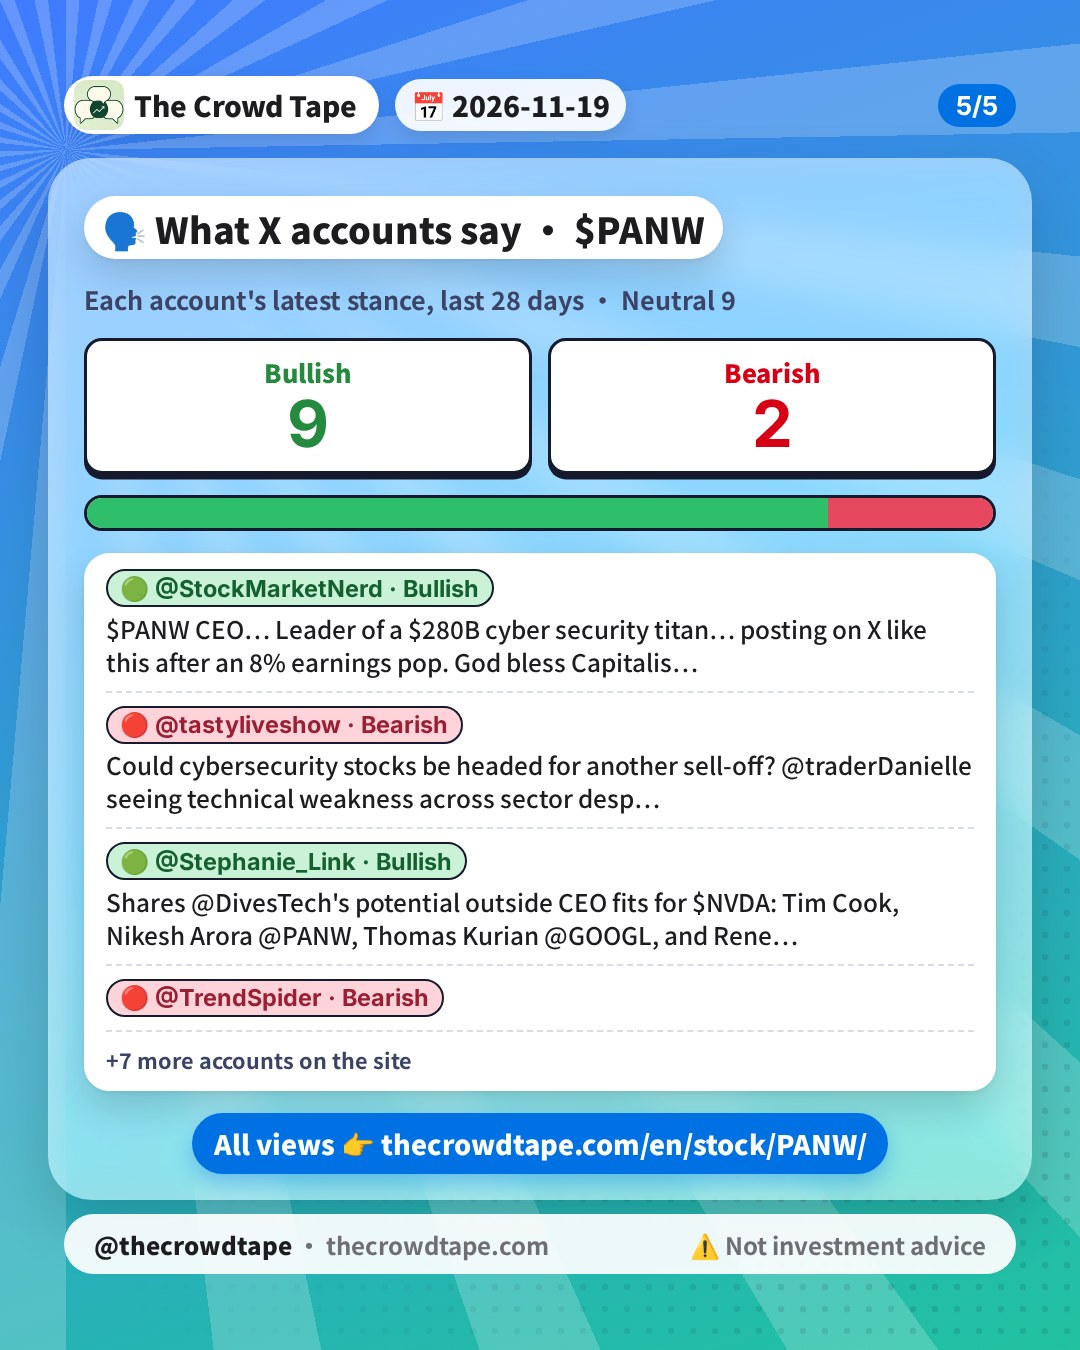 The Crowd Tape
📅 2026-11-19
5/5
🗣️ What X accounts say • $PANW
Each account's latest stance, last 28 days • Neutral 9
Bullish
9
Bearish
2
🟢 @StockMarketNerd · Bullish
$PANW CEO… Leader of a $280B cyber security titan… posting on X like
this after an 8% earnings pop. God bless Capitalis…
🔴 @tastyliveshow · Bearish
Could cybersecurity stocks be headed for another sell-off? @traderDanielle
seeing technical weakness across sector desp…
🟢 @Stephanie_Link · Bullish
Shares @DivesTech's potential outside CEO fits for $NVDA: Tim Cook,
Nikesh Arora @PANW, Thomas Kurian @GOOGL, and Rene…
🔴 @TrendSpider · Bearish
+7 more accounts on the site
All views 👉 thecrowdtape.com/en/stock/PANW/
@thecrowdtape • thecrowdtape.com
⚠️ Not investment advice